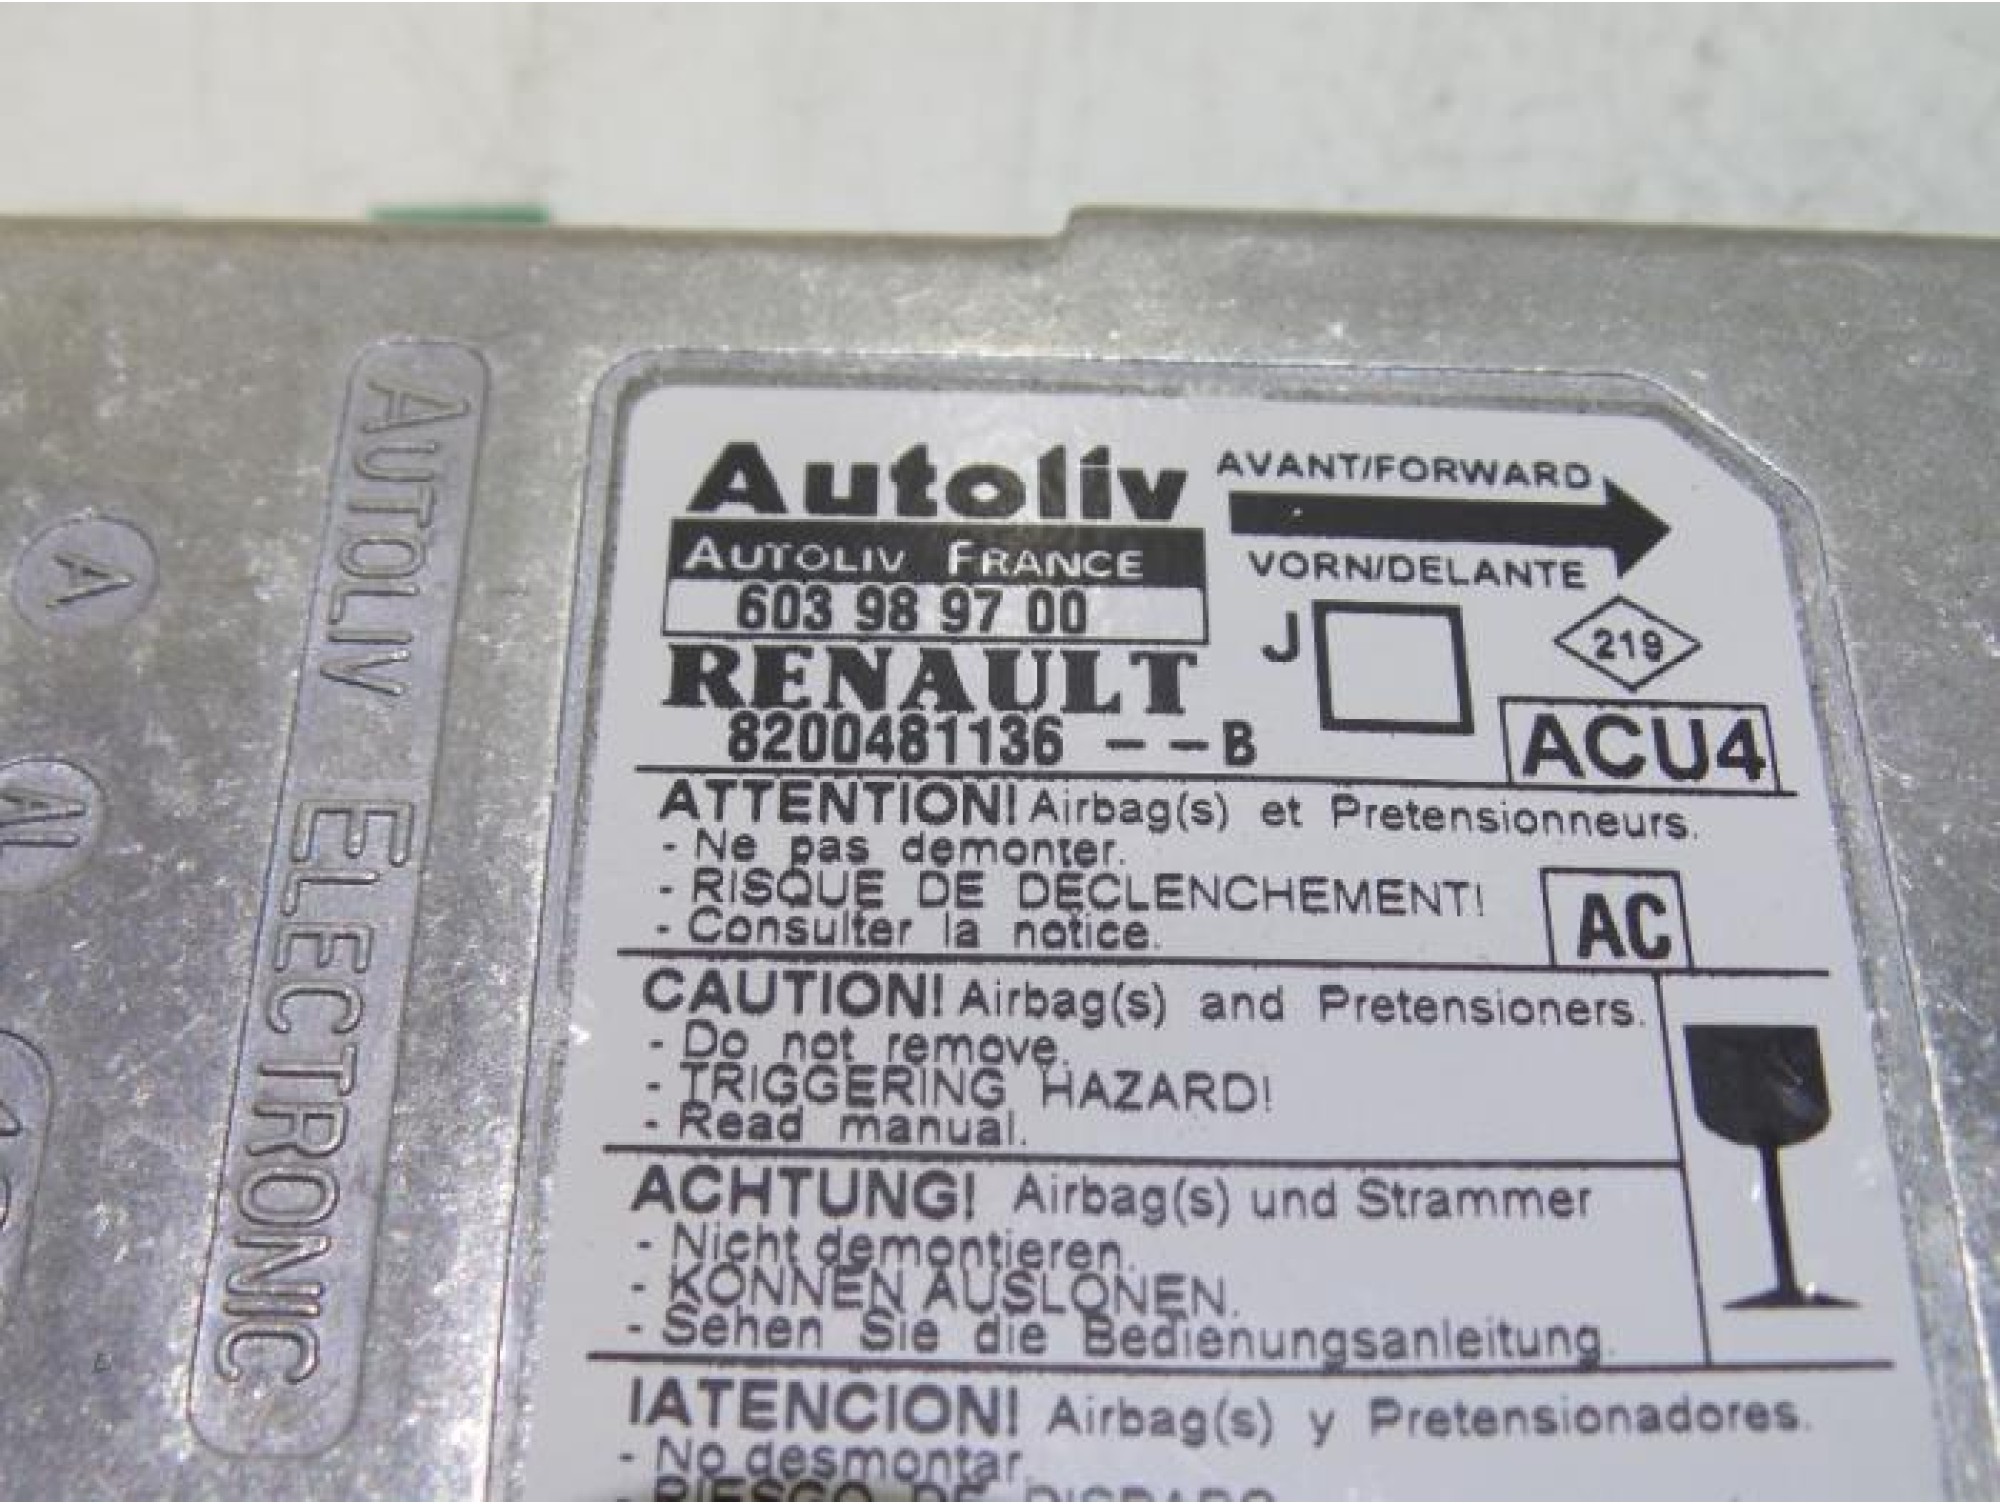 Autoliv
AVANT/FORWARD
AUTOLIV FRANCE
VORN/DELANTE
603 98 97 00
J
219
RENAULT
8200481136 --B
ACU4
ATTENTION! Airbag(s) et Pretensionneurs.
- Ne pas demonter.
- RISQUE DE DECLENCHEMENT!
- Consulter la notice.
AC
CAUTION! Airbag(s) and Pretensioners.
- Do not remove.
- TRIGGERING HAZARD!
- Read manual.
ACHTUNG! Airbag(s) und Strammer
- Nicht demontieren.
- KONNEN AUSLONEN.
- Sehen Sie die Bedienungsanleitung.
IATENCION! Airbag(s) y Pretensionadores.
- No desmontar.
- RIESGO DE DISPARO
AUTOLIV ELECTRONIC
A